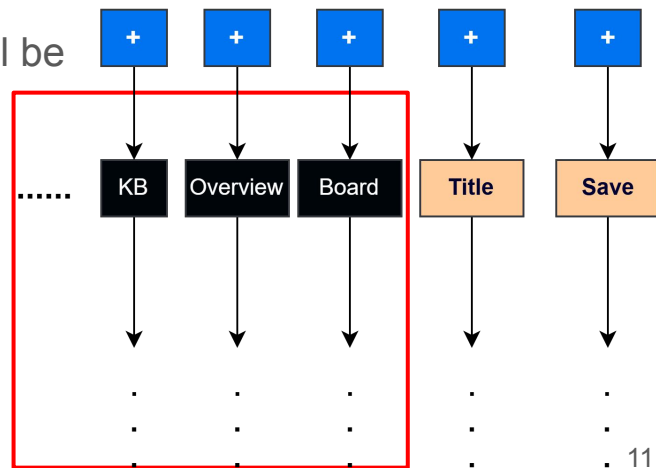 l be
+ + + + +
...... KB Overview Board Title Save
11